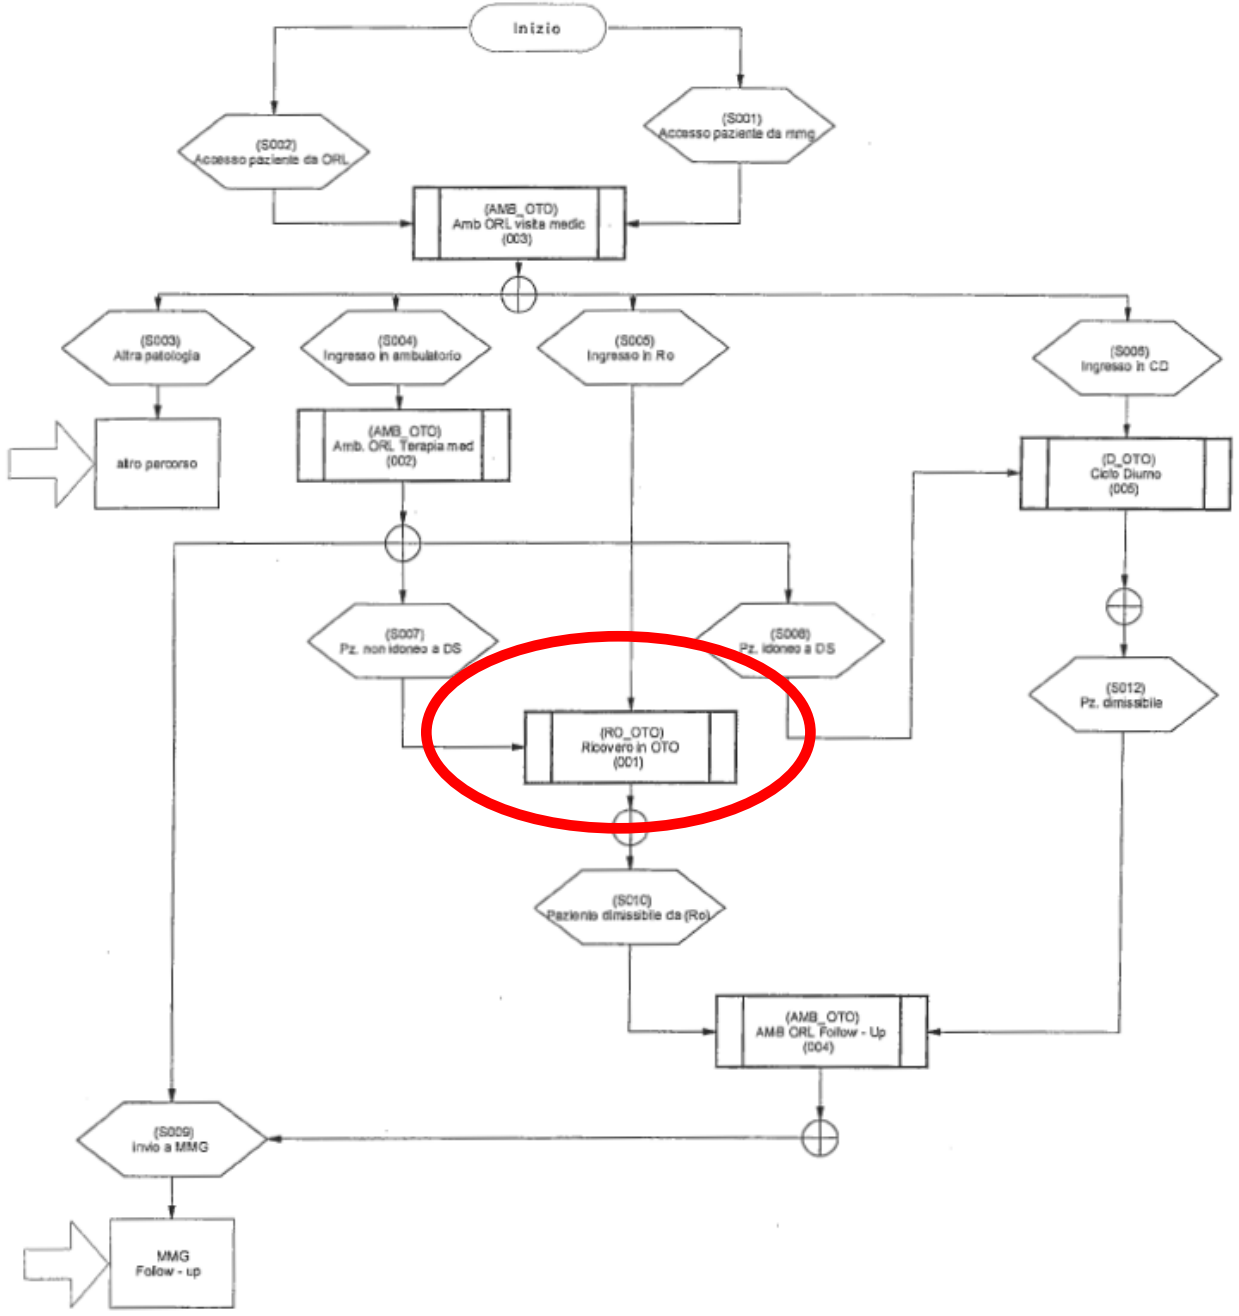 Inizio
(S002)
Accesso paziente da ORL
(S001)
Accesso paziente da mmg
(AMB_OTO)
Amb ORL visita medic
(003)
(S003)
Altra patologia
(S004)
Ingresso in ambulatorio
(S005)
Ingresso in Ro
(S006)
Ingresso in CD
altro percorso
(AMB_OTO)
Amb. ORL Terapia med
(002)
(D_OTO)
Ciclo Diurno
(005)
(S007)
Pz. non idoneo a DS
(S008)
Pz. idoneo a DS
(S012)
Pz. dimissibile
(RO_OTO)
Ricovero in OTO
(001)
(S010)
Paziente dimissibile da (Ro)
(AMB_OTO)
AMB ORL Follow - Up
(004)
(S009)
Invio a MMG
MMG
Follow - up